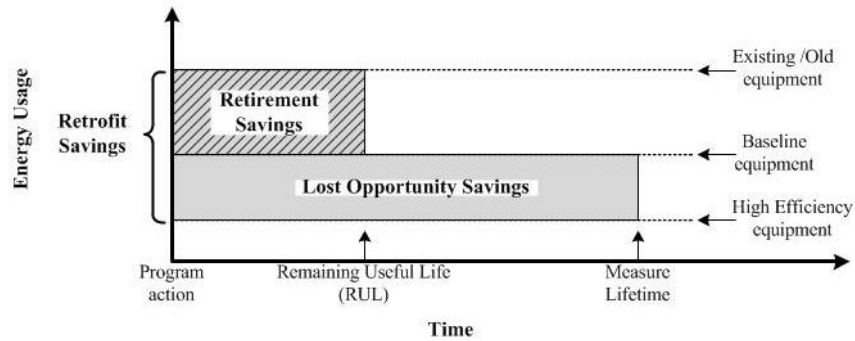 Energy Usage
Retrofit
Savings
Retirement
Savings
Lost Opportunity Savings
Existing /Old
equipment
Baseline
equipment
High Efficiency
equipment
Program
action
Remaining Useful Life
(RUL)
Measure
Lifetime
Time